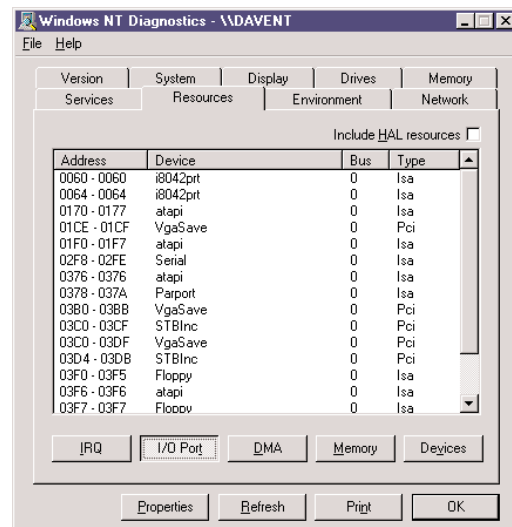 Windows NT Diagnostics - \\DAVENT
File Help
Version System Display Drives Memory
Services Resources Environment Network
Include HAL resources
Address Device Bus Type
0060 - 0060 i8042prt 0 Isa
0064 - 0064 i8042prt 0 Isa
0170 - 0177 atapi 0 Isa
01CE - 01CF VgaSave 0 Pci
01F0 - 01F7 atapi 0 Isa
02F8 - 02FE Serial 0 Isa
0376 - 0376 atapi 0 Isa
0378 - 037A Parport 0 Isa
03B0 - 03BB VgaSave 0 Pci
03C0 - 03CF STBInc 0 Pci
03C0 - 03DF VgaSave 0 Pci
03D4 - 03DB STBInc 0 Pci
03F0 - 03F5 Floppy 0 Isa
03F6 - 03F6 atapi 0 Isa
03F7 - 03F7 Floppy 0 Isa
IRQ I/O Port DMA Memory Devices
Properties Refresh Print OK